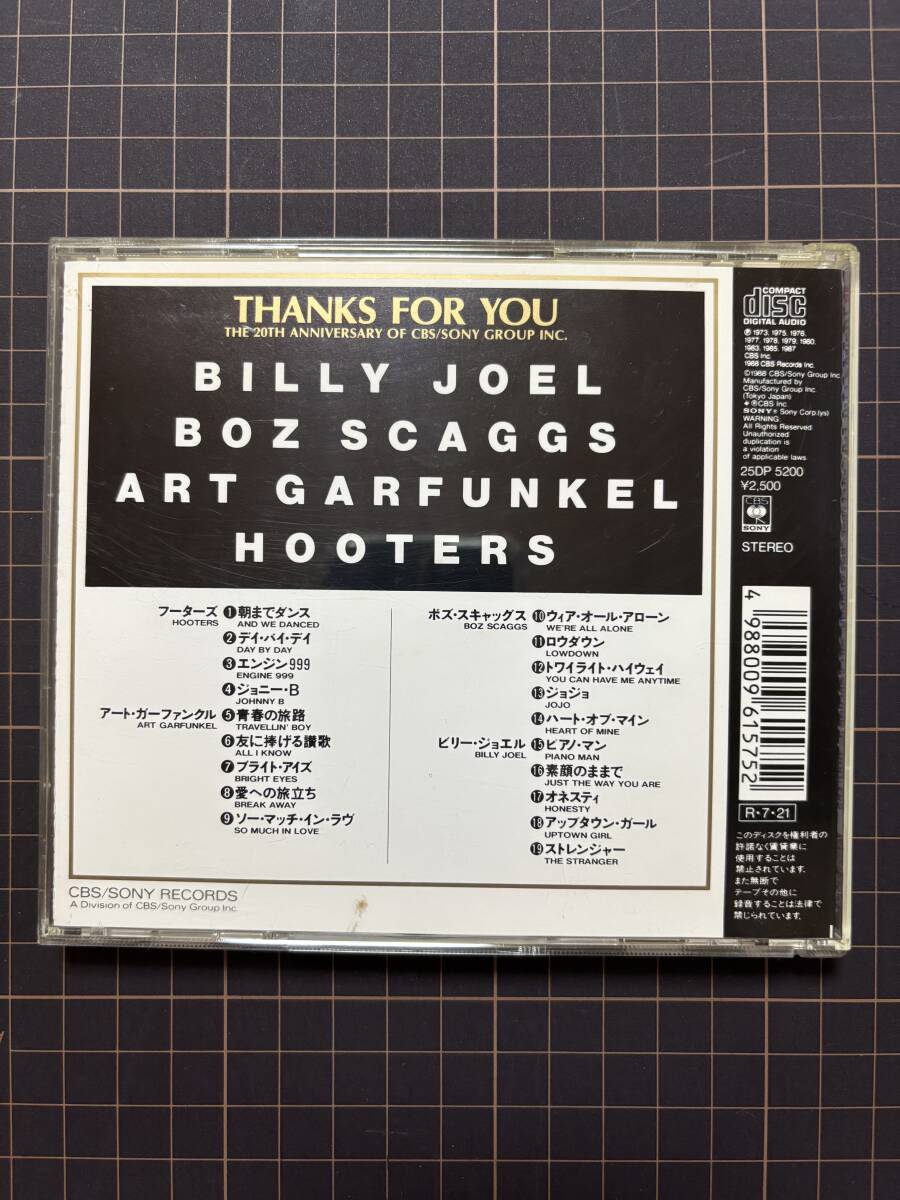 THANKS FOR YOU
THE 20TH ANNIVERSARY OF CBS/SONY GROUP INC.
BILLY JOEL
BOZ SCAGGS
ART GARFUNKEL
HOOTERS
フーターズ ❶朝までダンス
HOOTERS AND WE DANCED
❷デイ・バイ・デイ
DAY BY DAY
❸エンジン999
ENGINE 999
❹ジョニー・B
JOHNNY B
アート・ガーファンクル ❺青春の旅路
ART GARFUNKEL TRAVELLIN' BOY
❻友に捧げる讃歌
ALL I KNOW
❼ブライト・アイズ
BRIGHT EYES
❽愛への旅立ち
BREAK AWAY
❾ソー・マッチ・イン・ラヴ
SO MUCH IN LOVE
ボズ・スキャッグス ❿ウィア・オール・アローン
BOZ SCAGGS WE'RE ALL ALONE
⓫ロウダウン
LOWDOWN
⓬トワイライト・ハイウェイ
YOU CAN HAVE ME ANYTIME
⓭ジョジョ
JOJO
⓮ハート・オブ・マイン
HEART OF MINE
ビリー・ジョエル ⓯ピアノ・マン
BILLY JOEL PIANO MAN
⓰素顔のままで
JUST THE WAY YOU ARE
⓱オネスティ
HONESTY
⓲アップタウン・ガール
UPTOWN GIRL
⓳ストレンジャー
THE STRANGER
CBS/SONY RECORDS
A Division of CBS/Sony Group Inc.
COMPACT
disc
DIGITAL AUDIO
℗1973, 1975, 1976,
1977, 1978, 1979, 1980,
1983, 1985, 1987
CBS Inc.
1988 CBS Records Inc.
©1988 CBS/Sony Group Inc.
Manufactured by
CBS/Sony Group Inc.
(Tokyo Japan)
®CBS Inc.
SONY® Sony Corp.(ys)
WARNING:
All Rights Reserved
Unauthorized
duplication is
a violation
of applicable laws.
25DP 5200
¥2,500
CBS
SONY
STEREO
4 988009 615752
R・7・21
このディスクを権利者の
許諾なく賃貸業に
使用することは
禁止されています。
また無断で
テープその他に
録音することは法律で
禁じられています。